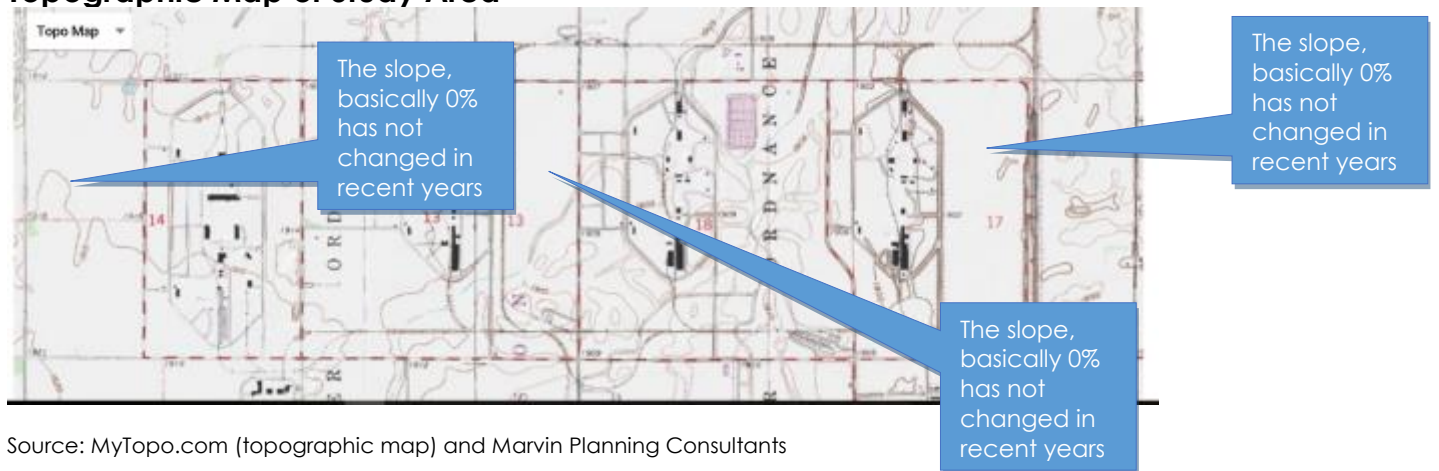 Topographic Map of Study Area
Topo Map
The slope,
basically 0%
has not
changed in
recent years
The slope,
basically 0%
has not
changed in
recent years
14
13
13
18
17
ORD
ORDNANCE
The slope,
basically 0%
has not
changed in
recent years
Source: MyTopo.com (topographic map) and Marvin Planning Consultants